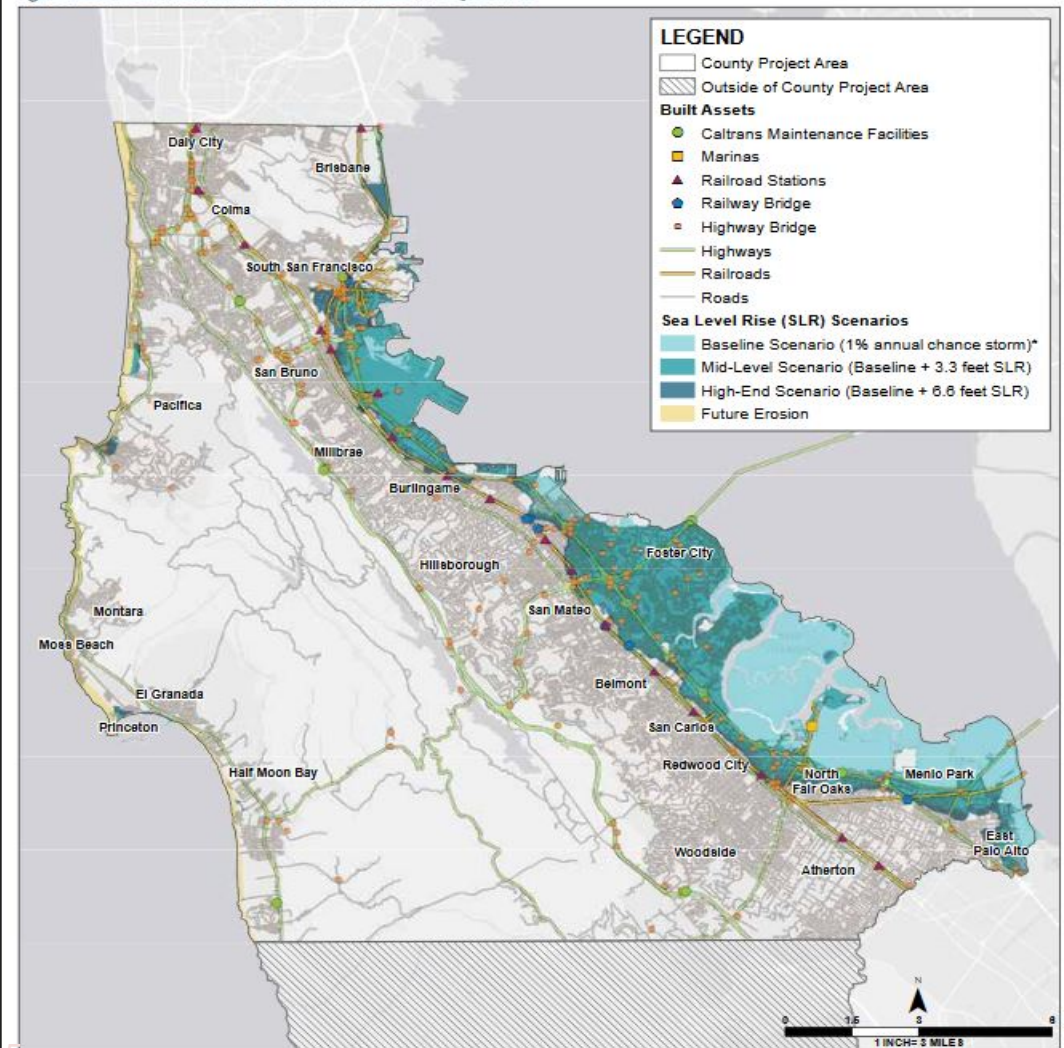 LEGEND
County Project Area
Outside of County Project Area
Built Assets
Caltrans Maintenance Facilities
Marinas
Railroad Stations
Railway Bridge
Highway Bridge
Highways
Railroads
Roads
Sea Level Rise (SLR) Scenarios
Baseline Scenario (1% annual chance storm)*
Mid-Level Scenario (Baseline + 3.3 feet SLR)
High-End Scenario (Baseline + 6.6 feet SLR)
Future Erosion
Daly City
Brisbane
Colma
South San Francisco
San Bruno
Pacifica
Millbrae
Burlingame
Foster City
Hillsborough
Montara
San Mateo
Moss Beach
Belmont
El Granada
San Carlos
Princeton
Redwood City
Half Moon Bay
North
Fair Oaks
Menlo Park
East
Palo Alto
Woodside
Atherton
N
0 1.5 3 6
1 INCH= 3 MILES